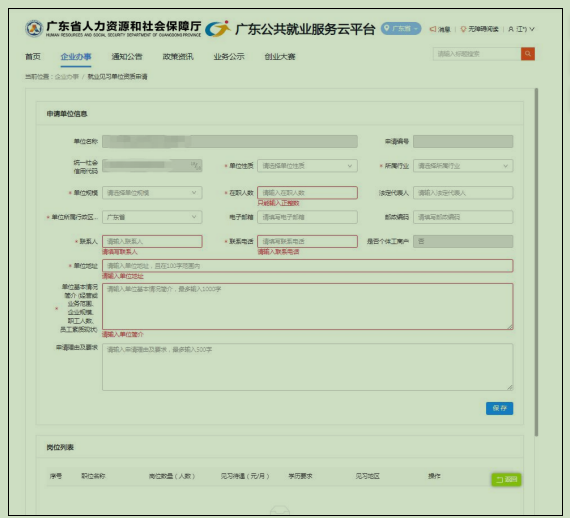 广东省人力资源和社会保障厅 广东公共就业服务云平台 广东省 消息 无障碍阅读
HUMAN RESOURCES AND SOCIAL SECURITY DEPARTMENT OF GUANGDONG PROVINCE
首页 企业办事 通知公告 政策资讯 业务公示 创业大赛 请输入标题搜索
当前位置：企业办事 / 就业见习单位资质申请
申请单位信息
单位名称 申请编号
统一社会信用代码 * 单位性质 请选择单位性质 * 所属行业 请选择所属行业
* 单位规模 请选择单位规模 * 在职人数 请输入在职人数 法定代表人 请输入法定代表人
只能输入正整数
* 单位所属行政区... 广东省 电子邮箱 请填写电子邮箱 邮政编码 请填写邮政编码
* 联系人 请输入联系人 * 联系电话 请输入联系电话 是否个体工商户 否
请填写联系人 请输入联系电话
* 单位地址 请输入单位地址，且在100字范围内
请输入单位地址
* 单位基本情况简介（经营或业务范围、企业规模、职工人数、员工素质现状） 请输入单位基本情况简介，最多输入1000字
请输入单位简介
申请理由及要求 请输入申请理由及要求，最多输入500字
保存
岗位列表
序号 职位名称 岗位数量（人数） 见习待遇（元/月） 学历要求 见习地区 操作
返回